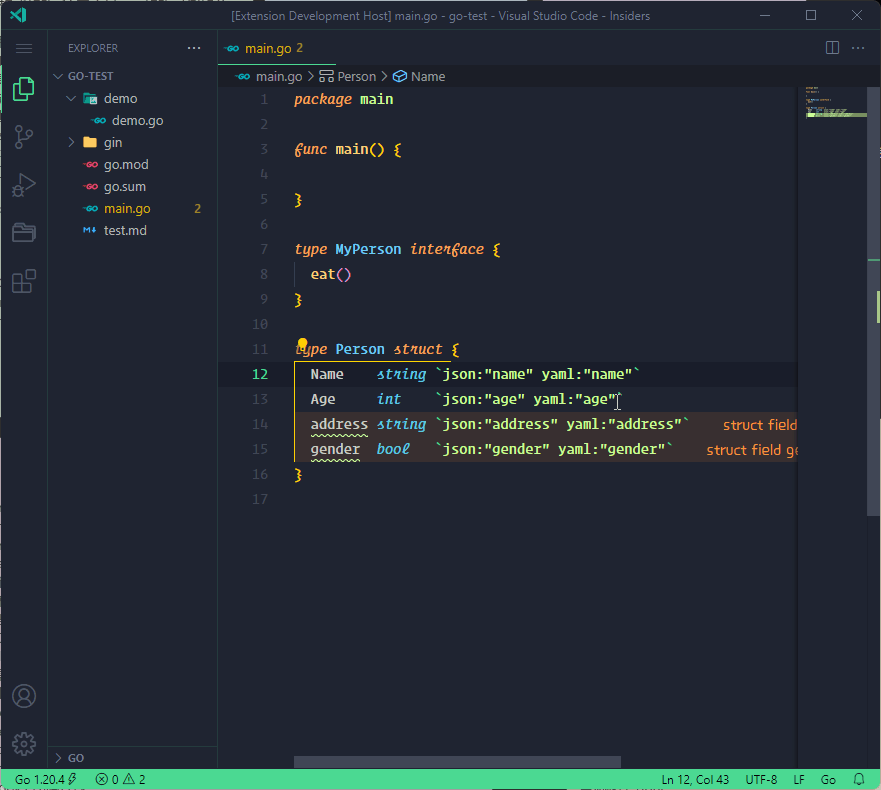 [Extension Development Host] main.go - go-test - Visual Studio Code - Insiders
EXPLORER
GO-TEST
demo
demo.go
gin
go.mod
go.sum
main.go 2
test.md
GO
main.go 2
main.go > Person > Name
1 package main
2
3 func main() {
4
5 }
6
7 type MyPerson interface {
8 eat()
9 }
10
11 type Person struct {
12 Name string `json:"name" yaml:"name"`
13 Age int `json:"age" yaml:"age"`
14 address string `json:"address" yaml:"address"` struct field
15 gender bool `json:"gender" yaml:"gender"` struct field ge
16 }
17
Go 1.20.4 0 2 Ln 12, Col 43 UTF-8 LF Go